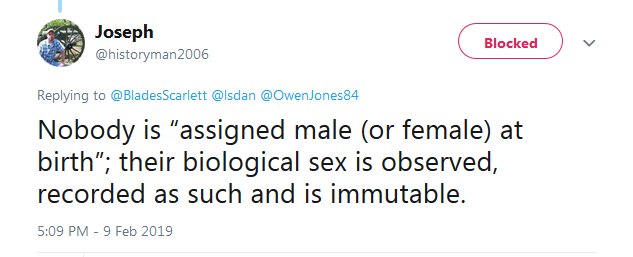 Joseph
@historyman2006
Blocked
Replying to @BladesScarlett @lsdan @OwenJones84
Nobody is “assigned male (or female) at
birth”; their biological sex is observed,
recorded as such and is immutable.
5:09 PM - 9 Feb 2019